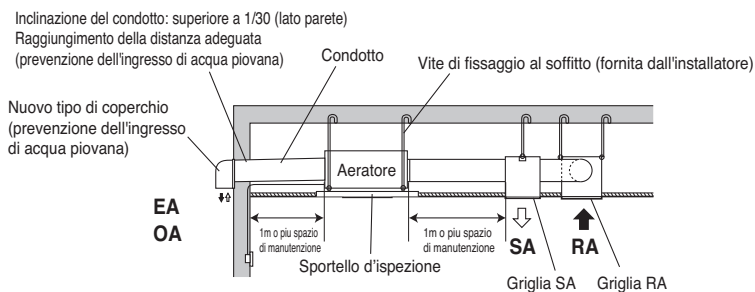 Inclinazione del condotto: superiore a 1/30 (lato parete)
Raggiungimento della distanza adeguata
(prevenzione dell'ingresso di acqua piovana)
Condotto
Vite di fissaggio al soffitto (fornita dall'installatore)
Nuovo tipo di coperchio
(prevenzione dell'ingresso
di acqua piovana)
Aeratore
EA
OA
1m o piu spazio
di manutenzione
1m o piu spazio
di manutenzione
SA
RA
Sportello d'ispezione
Griglia SA
Griglia RA